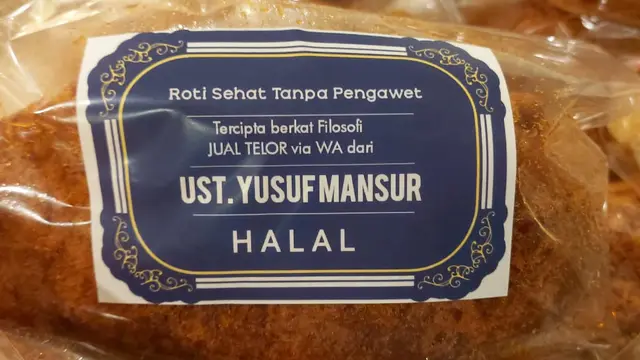 Roti Sehat Tanpa Pengawet
Tercipta berkat Filosofi
JUAL TELOR via WA dari
UST. YUSUF MANSUR
HALAL